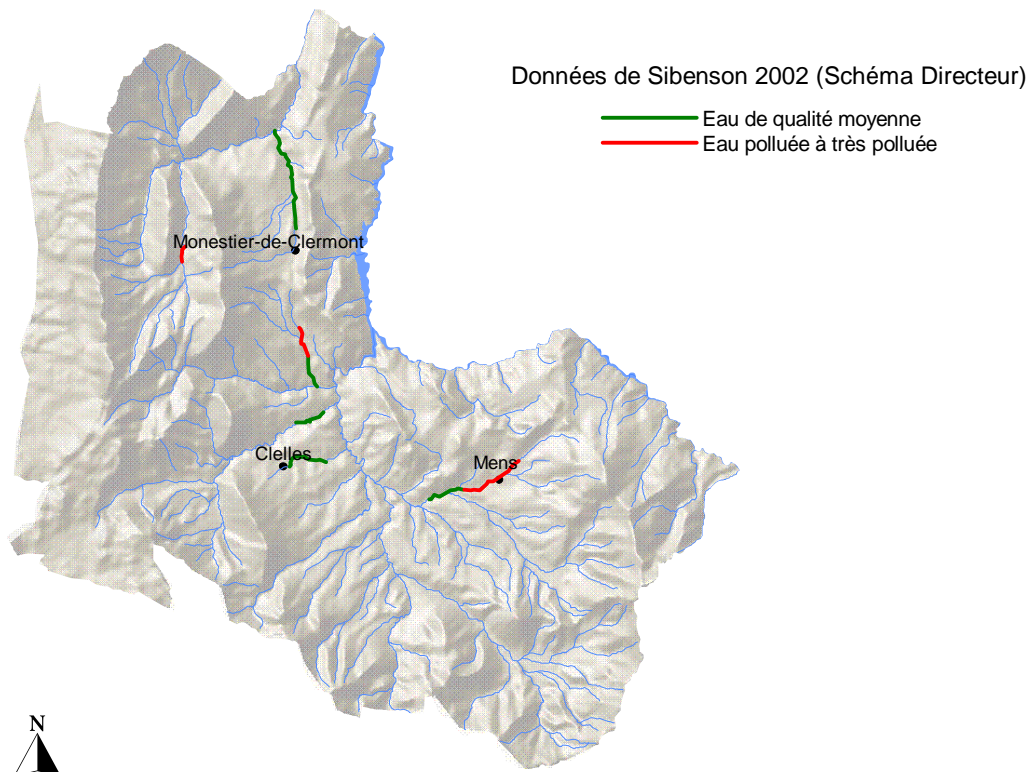 Données de Sibenson 2002 (Schéma Directeur)
Eau de qualité moyenne
Eau polluée à très polluée
Monestier-de-Clermont
Clelles
Mens
N